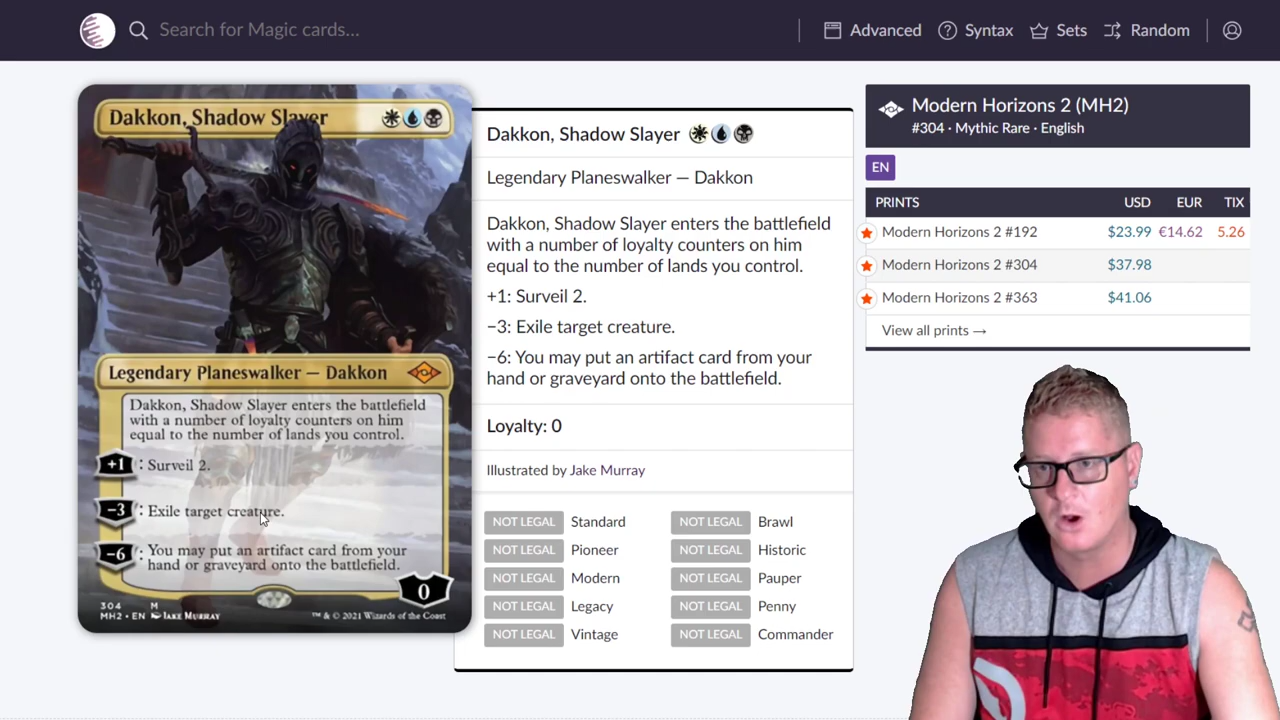 Search for Magic cards...
Advanced
Syntax
Sets
Random
Dakkon, Shadow Slayer
Legendary Planeswalker — Dakkon
Dakkon, Shadow Slayer enters the battlefield
with a number of loyalty counters on him
equal to the number of lands you control.
+1: Surveil 2.
−3: Exile target creature.
−6: You may put an artifact card from your
hand or graveyard onto the battlefield.
0
304 M
MH2 • EN JAKE MURRAY
™ & © 2021 Wizards of the Coast
Dakkon, Shadow Slayer
Legendary Planeswalker — Dakkon
Dakkon, Shadow Slayer enters the battlefield
with a number of loyalty counters on him
equal to the number of lands you control.
+1: Surveil 2.
−3: Exile target creature.
−6: You may put an artifact card from your
hand or graveyard onto the battlefield.
Loyalty: 0
Illustrated by Jake Murray
NOT LEGAL Standard NOT LEGAL Brawl
NOT LEGAL Pioneer NOT LEGAL Historic
NOT LEGAL Modern NOT LEGAL Pauper
NOT LEGAL Legacy NOT LEGAL Penny
NOT LEGAL Vintage NOT LEGAL Commander
Modern Horizons 2 (MH2)
#304 · Mythic Rare · English
EN
PRINTS USD EUR TIX
Modern Horizons 2 #192 $23.99 €14.62 5.26
Modern Horizons 2 #304 $37.98
Modern Horizons 2 #363 $41.06
View all prints →